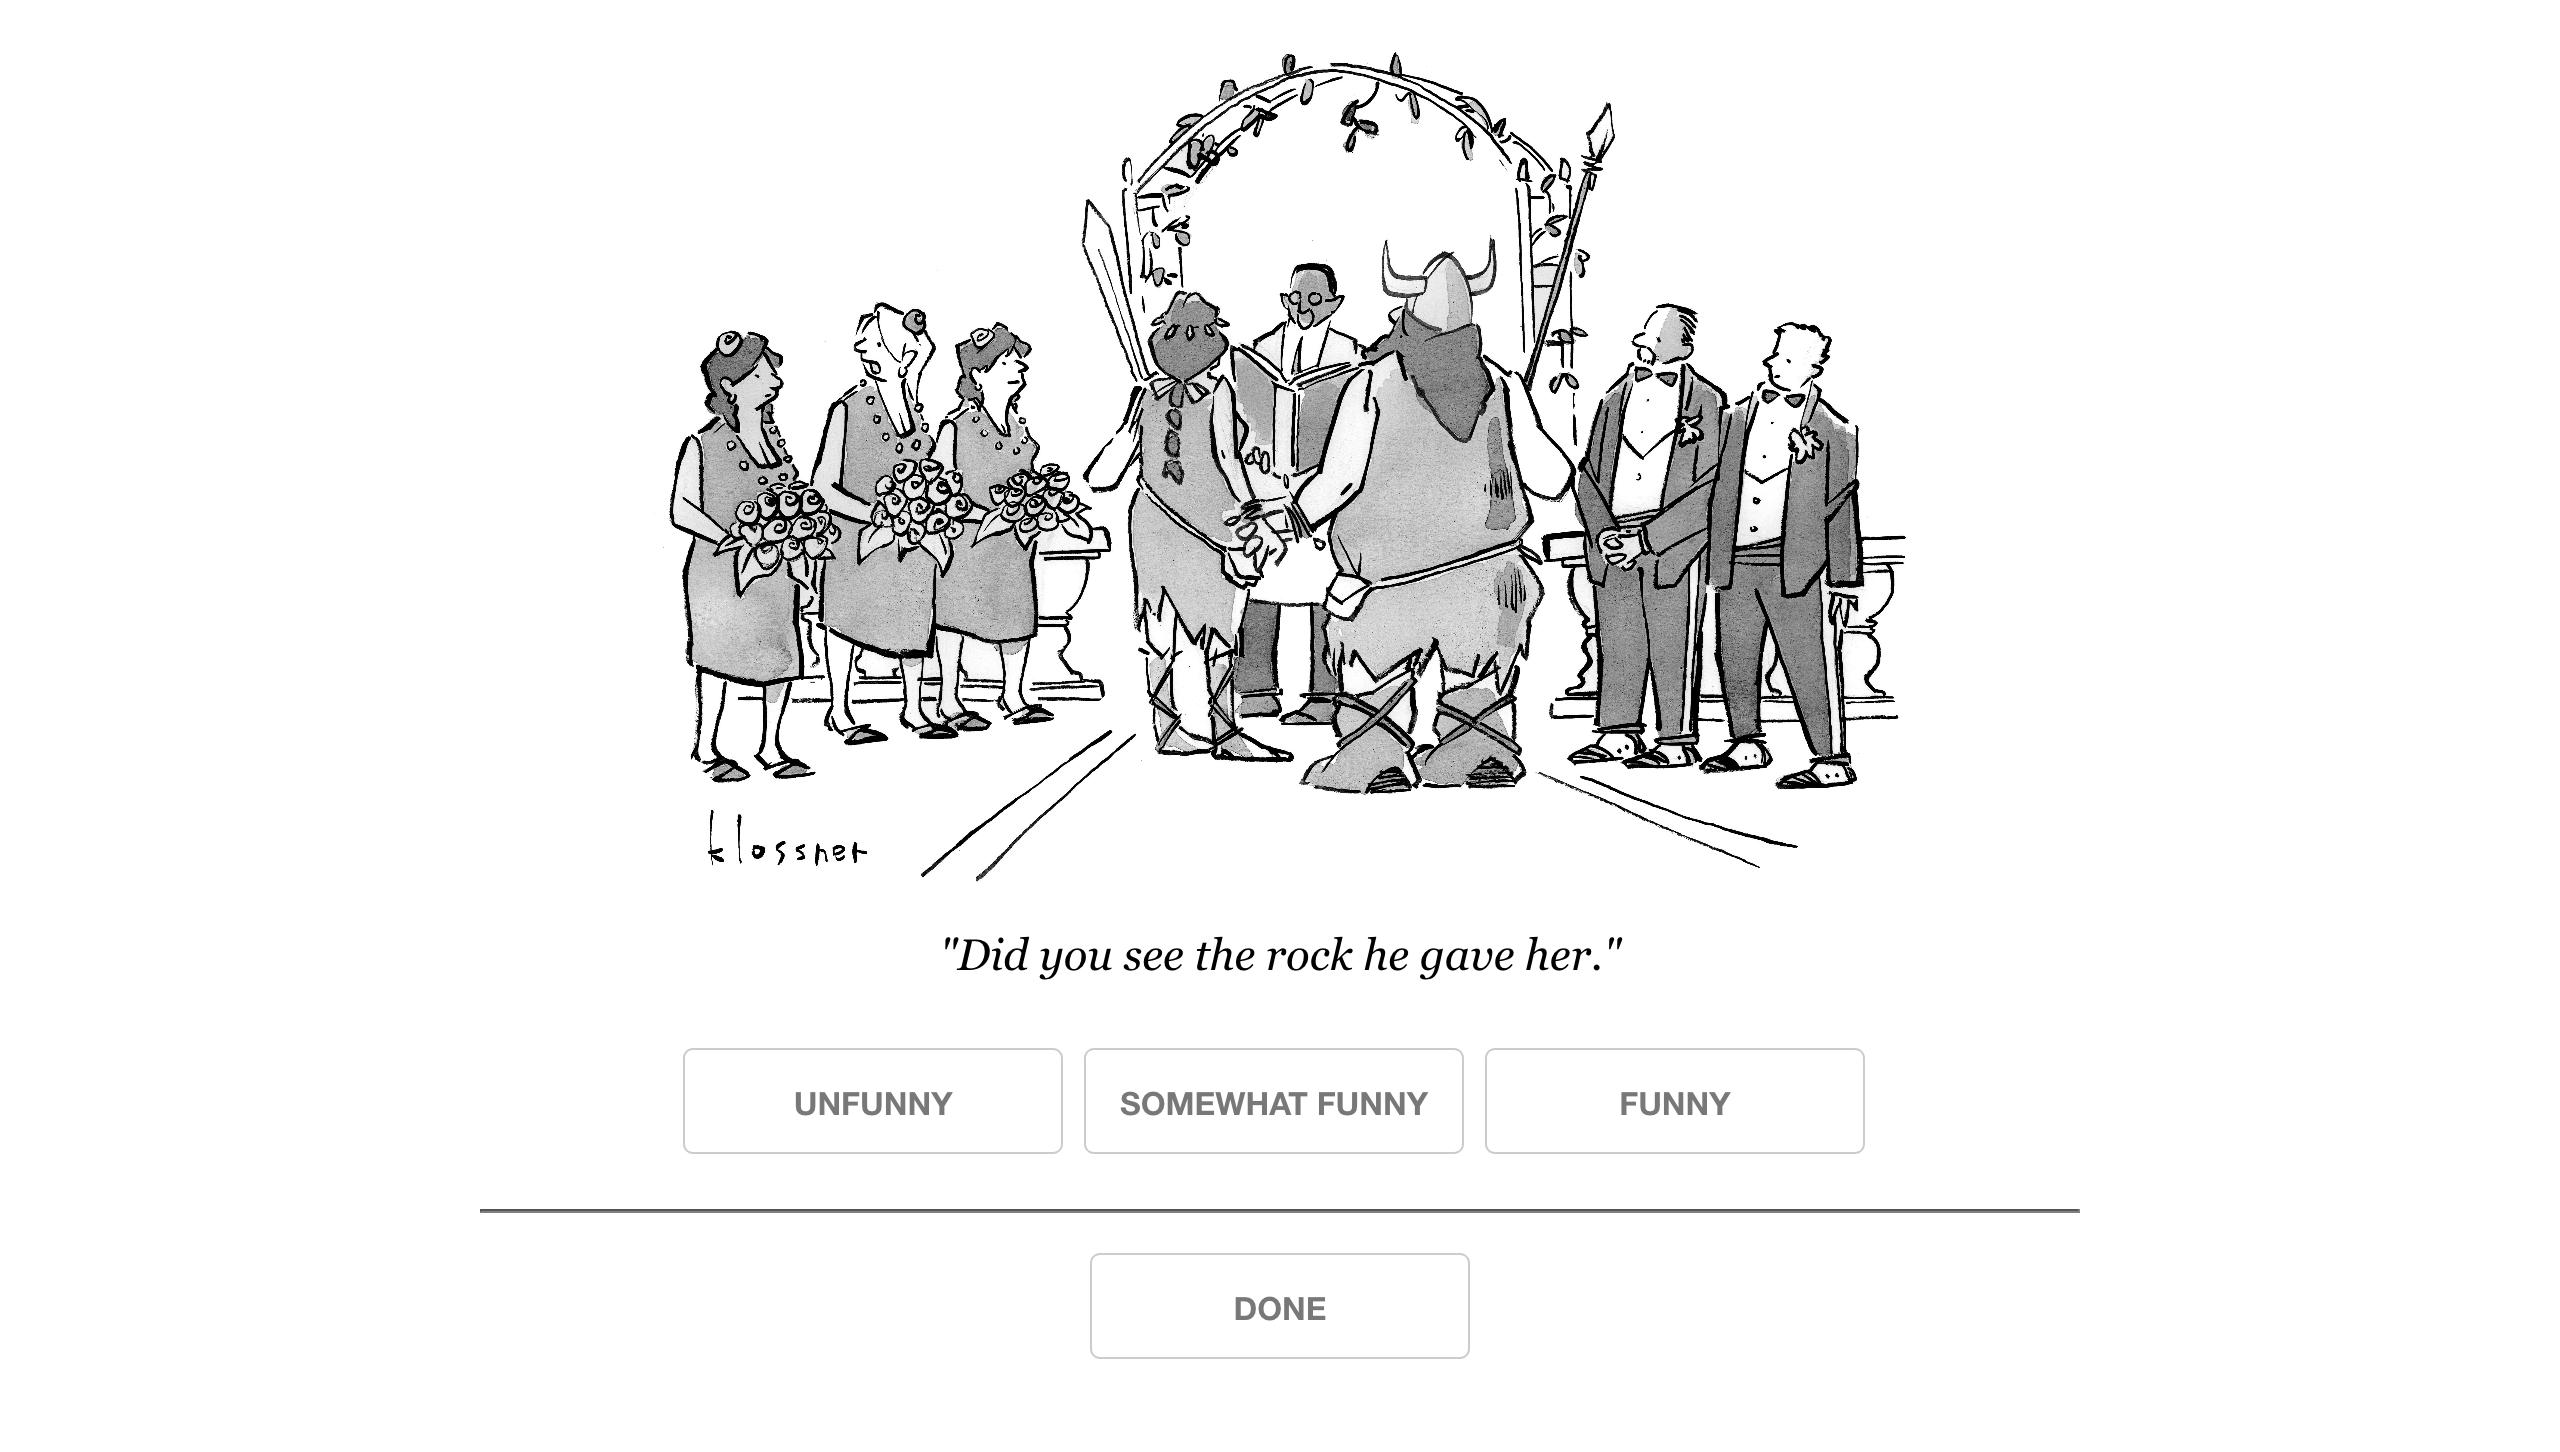 klossner
"Did you see the rock he gave her."
UNFUNNY
SOMEWHAT FUNNY
FUNNY
DONE